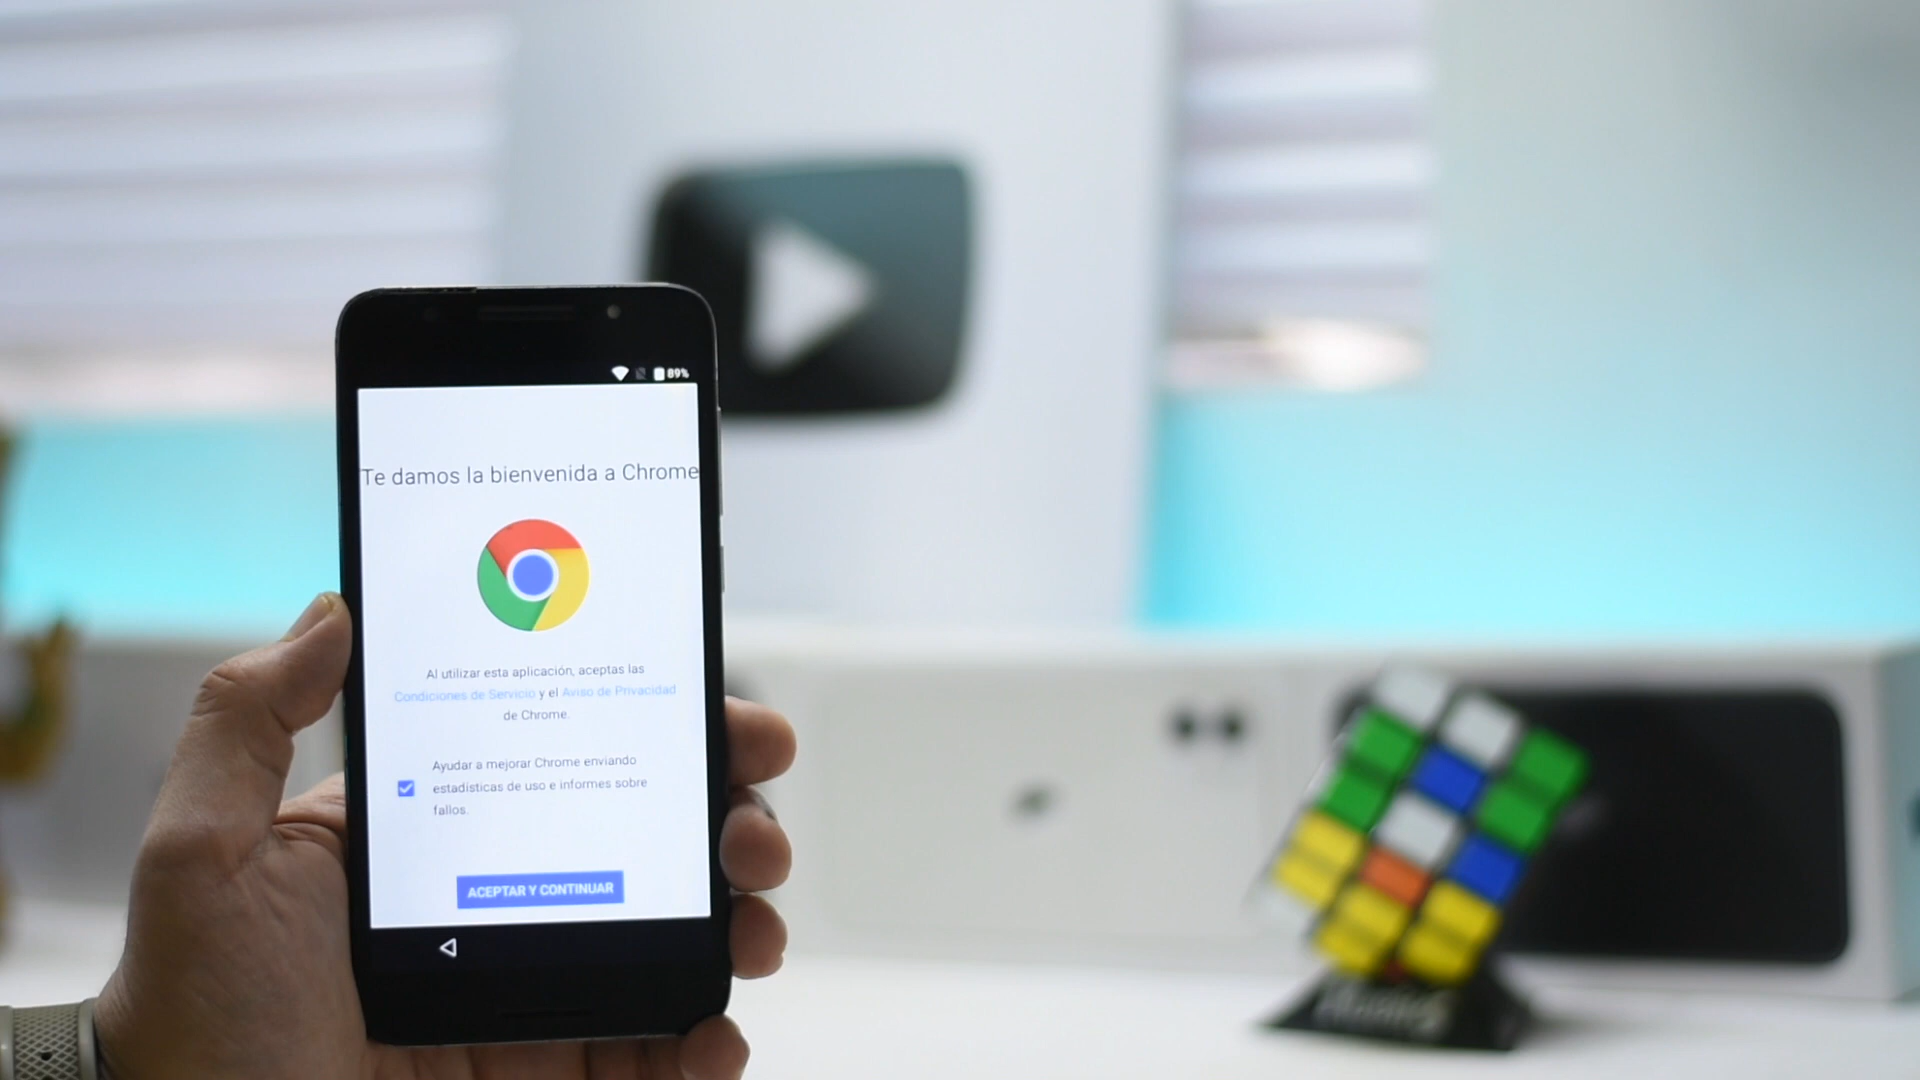 89%
Te damos la bienvenida a Chrome
Al utilizar esta aplicación, aceptas las
Condiciones de Servicio y el Aviso de Privacidad
de Chrome.
Ayudar a mejorar Chrome enviando
estadísticas de uso e informes sobre
fallos.
ACEPTAR Y CONTINUAR